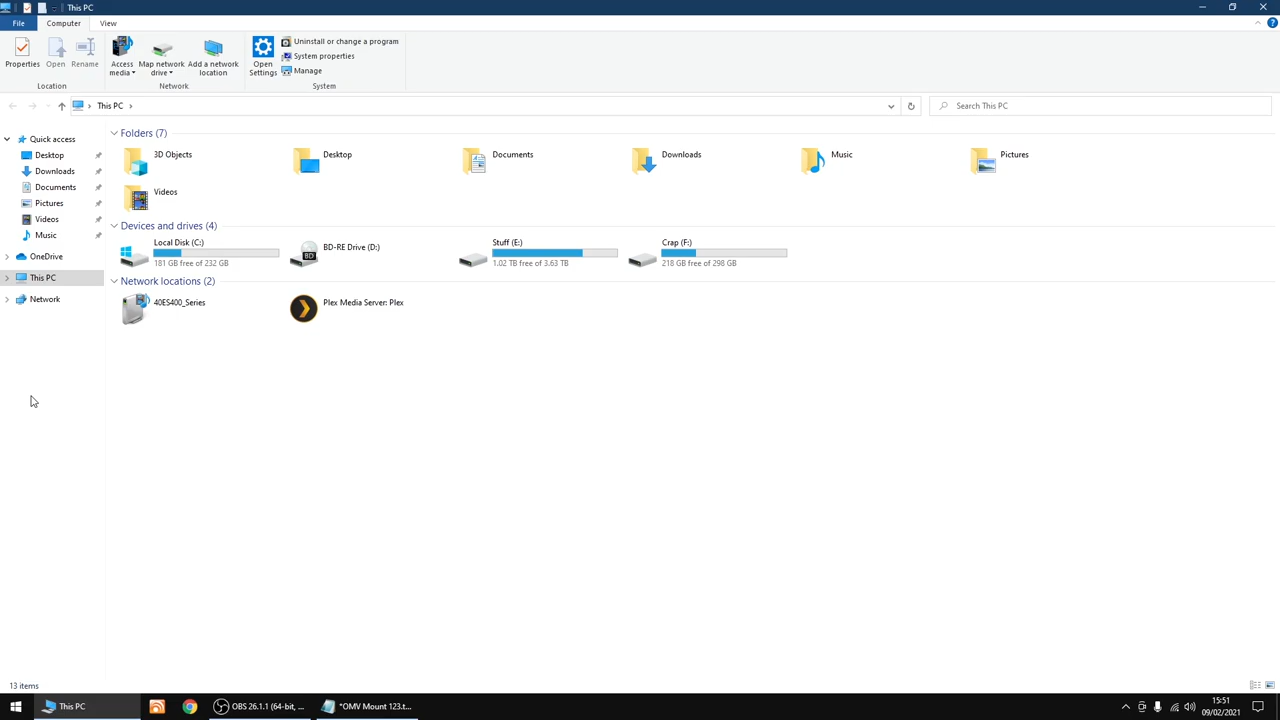 This PC
File Computer View
Properties Open Rename Access media Map network drive Add a network location Open Settings Uninstall or change a program
System properties
Manage
Location Network System
This PC Search This PC
Quick access
Desktop
Downloads
Documents
Pictures
Videos
Music
OneDrive
This PC
Network
Folders (7)
3D Objects Desktop Documents Downloads Music Pictures
Videos
Devices and drives (4)
Local Disk (C:) BD-RE Drive (D:) Stuff (E:) Crap (F:)
BD
181 GB free of 232 GB 1.02 TB free of 3.63 TB 218 GB free of 298 GB
Network locations (2)
40ES400_Series Plex Media Server: Plex
13 items
This PC OBS 26.1.1 (64-bit, ... *OMV Mount 123.t... 15:51
09/02/2021